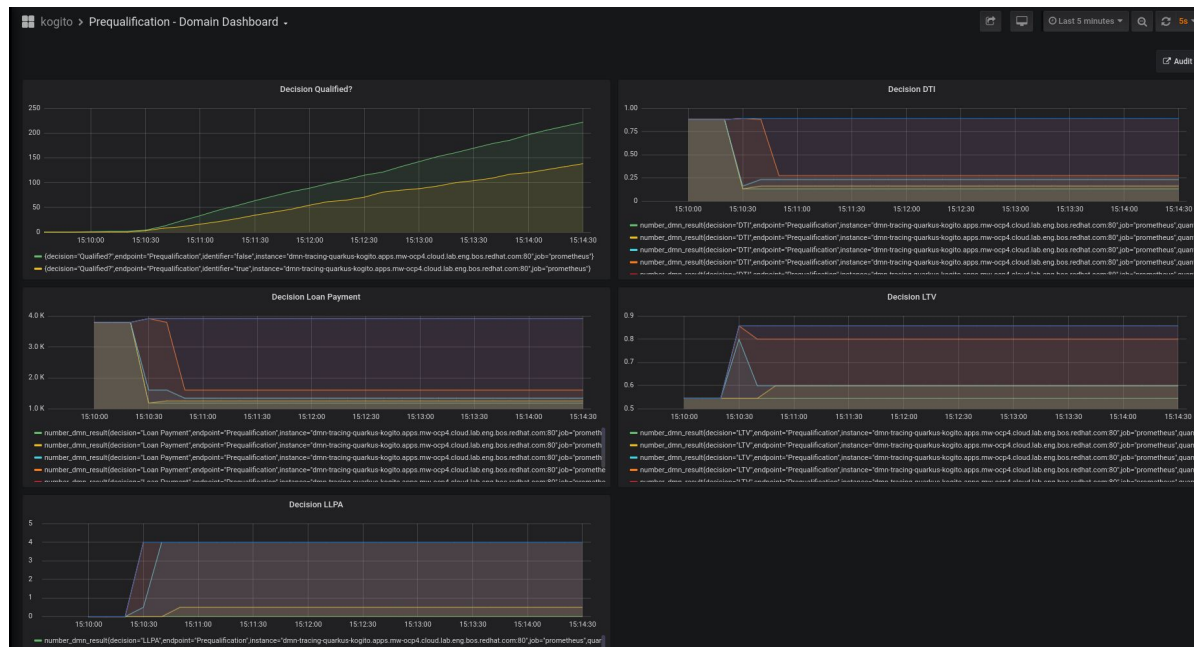 kogito > Prequalification - Domain Dashboard
Last 5 minutes
5s
Audit
Decision Qualified?
250
200
150
100
50
0
15:10:00 15:10:30 15:11:00 15:11:30 15:12:00 15:12:30 15:13:00 15:13:30 15:14:00 15:14:30
{decision="Qualified?",endpoint="Prequalification",identifier="false",instance="dmn-tracing-quarkus-kogito.apps.mw-ocp4.cloud.lab.eng.bos.redhat.com:80",job="prometheus"}
{decision="Qualified?",endpoint="Prequalification",identifier="true",instance="dmn-tracing-quarkus-kogito.apps.mw-ocp4.cloud.lab.eng.bos.redhat.com:80",job="prometheus"}
Decision DTI
1.00
0.75
0.50
0.25
0
15:10:00 15:10:30 15:11:00 15:11:30 15:12:00 15:12:30 15:13:00 15:13:30 15:14:00 15:14:30
number_dmn_result{decision="DTI",endpoint="Prequalification",instance="dmn-tracing-quarkus-kogito.apps.mw-ocp4.cloud.lab.eng.bos.redhat.com:80",job="prometheus",quan
number_dmn_result{decision="DTI",endpoint="Prequalification",instance="dmn-tracing-quarkus-kogito.apps.mw-ocp4.cloud.lab.eng.bos.redhat.com:80",job="prometheus",quan
number_dmn_result{decision="DTI",endpoint="Prequalification",instance="dmn-tracing-quarkus-kogito.apps.mw-ocp4.cloud.lab.eng.bos.redhat.com:80",job="prometheus",quan
number_dmn_result{decision="DTI",endpoint="Prequalification",instance="dmn-tracing-quarkus-kogito.apps.mw-ocp4.cloud.lab.eng.bos.redhat.com:80",job="prometheus",quan
Decision Loan Payment
4.0 K
3.0 K
2.0 K
1.0 K
15:10:00 15:10:30 15:11:00 15:11:30 15:12:00 15:12:30 15:13:00 15:13:30 15:14:00 15:14:30
number_dmn_result{decision="Loan Payment",endpoint="Prequalification",instance="dmn-tracing-quarkus-kogito.apps.mw-ocp4.cloud.lab.eng.bos.redhat.com:80",job="prometh
number_dmn_result{decision="Loan Payment",endpoint="Prequalification",instance="dmn-tracing-quarkus-kogito.apps.mw-ocp4.cloud.lab.eng.bos.redhat.com:80",job="prometh
number_dmn_result{decision="Loan Payment",endpoint="Prequalification",instance="dmn-tracing-quarkus-kogito.apps.mw-ocp4.cloud.lab.eng.bos.redhat.com:80",job="prometh
number_dmn_result{decision="Loan Payment",endpoint="Prequalification",instance="dmn-tracing-quarkus-kogito.apps.mw-ocp4.cloud.lab.eng.bos.redhat.com:80",job="promethe
Decision LTV
0.9
0.8
0.7
0.6
0.5
15:10:00 15:10:30 15:11:00 15:11:30 15:12:00 15:12:30 15:13:00 15:13:30 15:14:00 15:14:30
number_dmn_result{decision="LTV",endpoint="Prequalification",instance="dmn-tracing-quarkus-kogito.apps.mw-ocp4.cloud.lab.eng.bos.redhat.com:80",job="prometheus",quan
number_dmn_result{decision="LTV",endpoint="Prequalification",instance="dmn-tracing-quarkus-kogito.apps.mw-ocp4.cloud.lab.eng.bos.redhat.com:80",job="prometheus",quan
number_dmn_result{decision="LTV",endpoint="Prequalification",instance="dmn-tracing-quarkus-kogito.apps.mw-ocp4.cloud.lab.eng.bos.redhat.com:80",job="prometheus",quan
number_dmn_result{decision="LTV",endpoint="Prequalification",instance="dmn-tracing-quarkus-kogito.apps.mw-ocp4.cloud.lab.eng.bos.redhat.com:80",job="prometheus",quan
Decision LLPA
5
4
3
2
1
0
15:10:00 15:10:30 15:11:00 15:11:30 15:12:00 15:12:30 15:13:00 15:13:30 15:14:00 15:14:30
number_dmn_result{decision="LLPA",endpoint="Prequalification",instance="dmn-tracing-quarkus-kogito.apps.mw-ocp4.cloud.lab.eng.bos.redhat.com:80",job="prometheus",quan